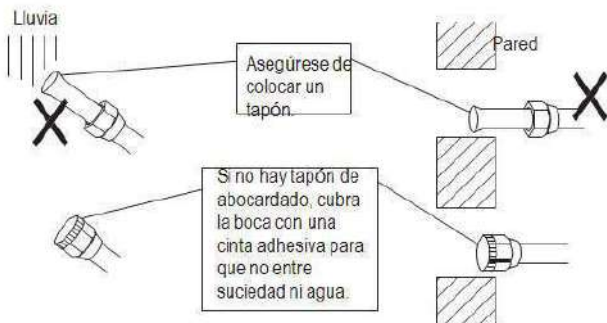 Lluvia
Asegúrese de
colocar un
tapón.
Pared
Si no hay tapón de
abocardado, cubra
la boca con una
cinta adhesiva para
que no entre
suciedad ni agua.